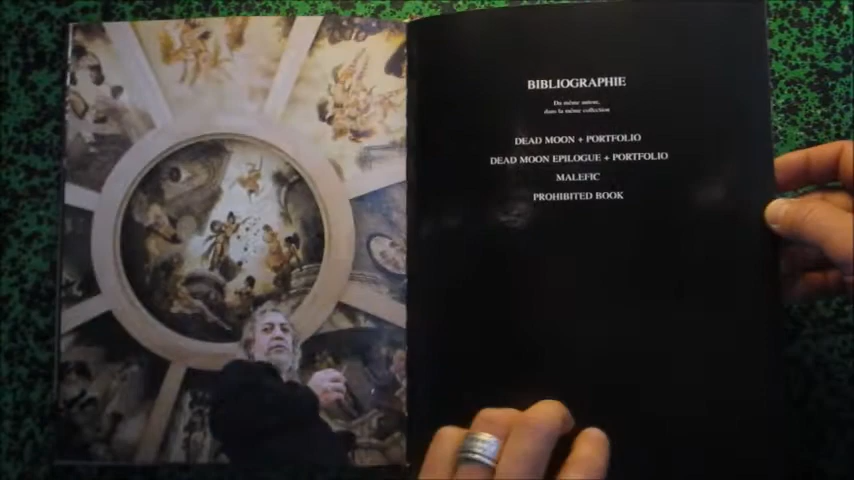 BIBLIOGRAPHIE
Du même auteur,
dans la même collection
DEAD MOON + PORTFOLIO
DEAD MOON EPILOGUE + PORTFOLIO
MALEFIC
PROHIBITED BOOK